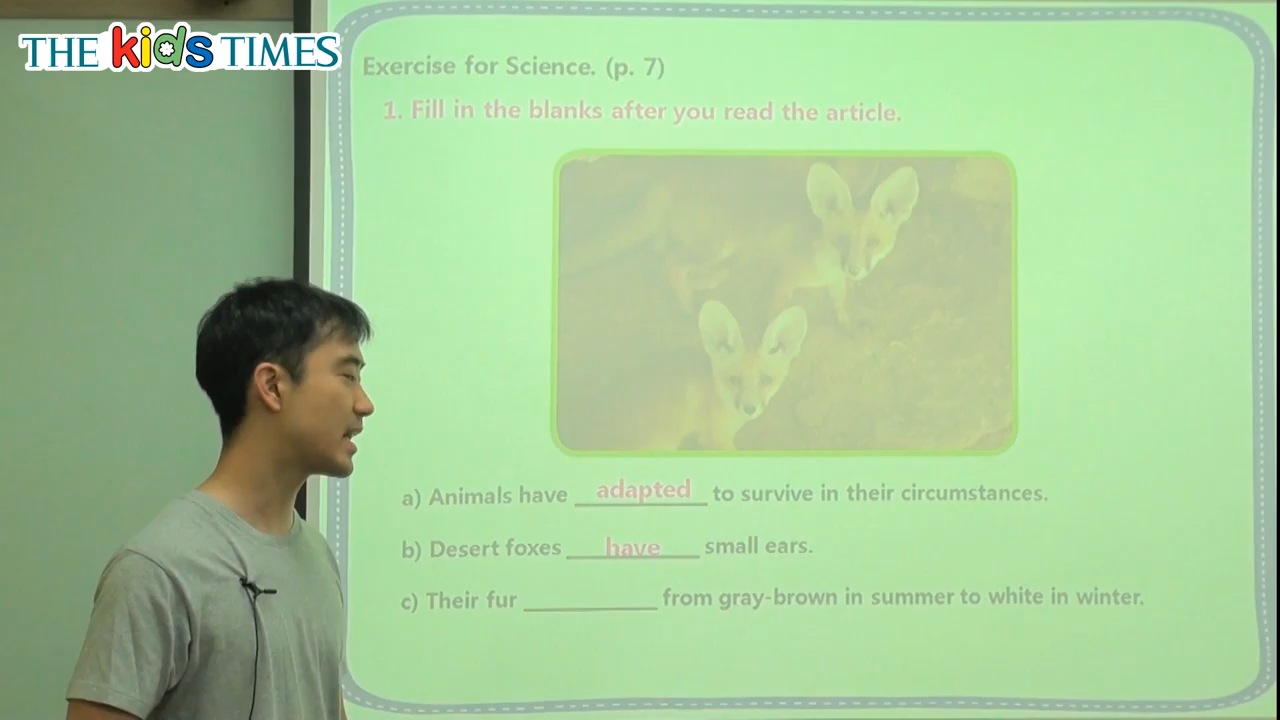 THE kids TIMES
Exercise for Science. (p. 7)
1. Fill in the blanks after you read the article.
a) Animals have adapted to survive in their circumstances.
b) Desert foxes have small ears.
c) Their fur __________ from gray-brown in summer to white in winter.